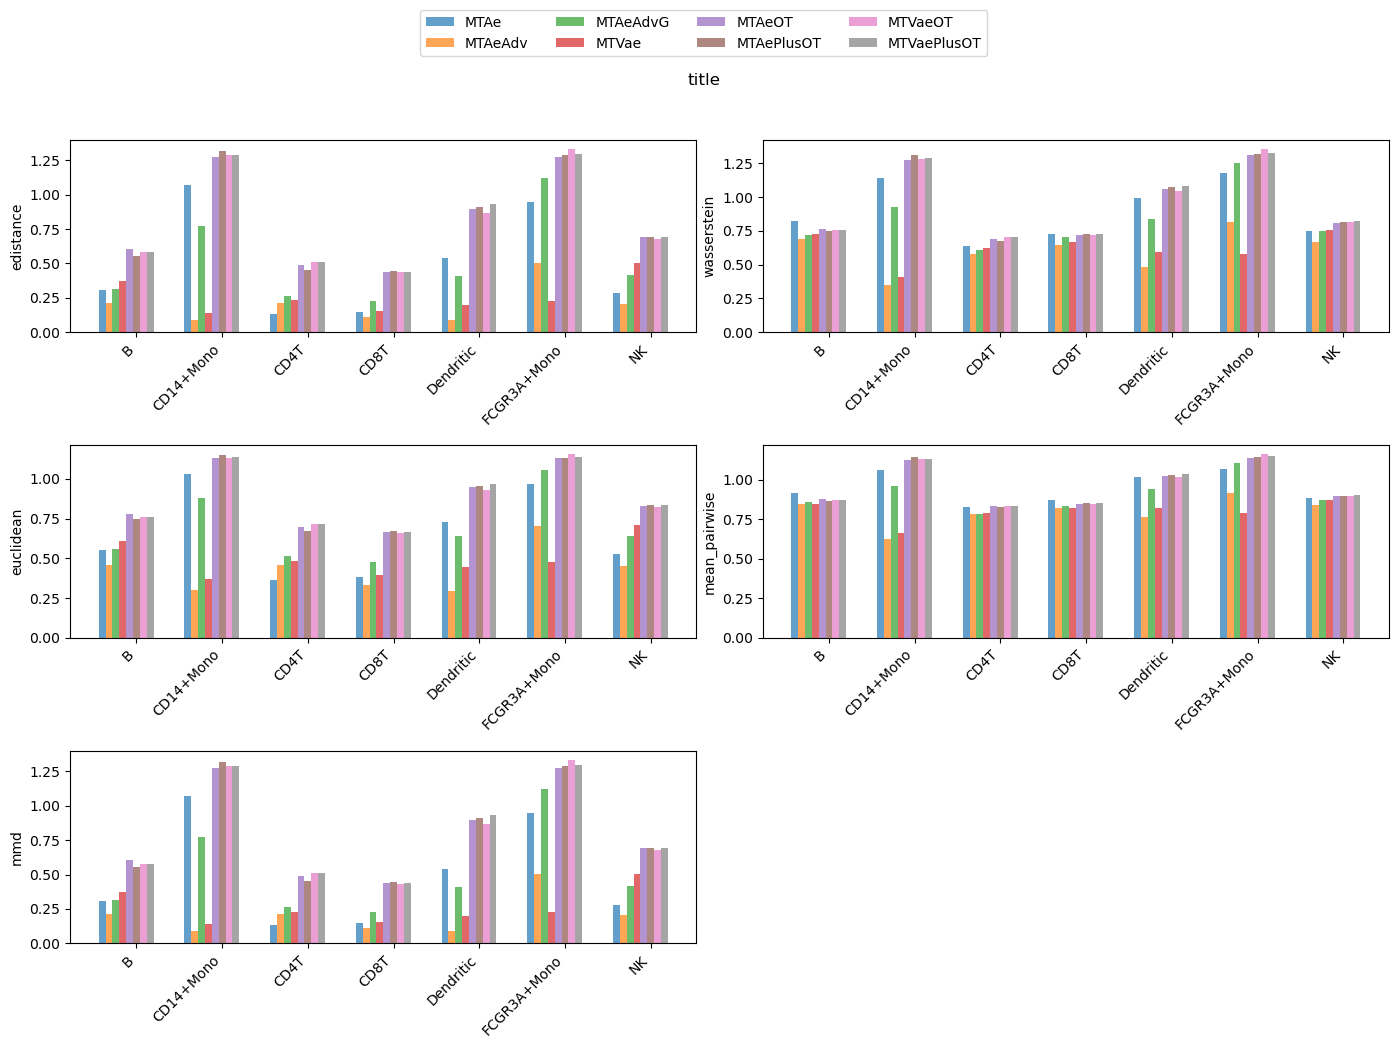 MTAe MTAeAdvG MTAeOT MTVaeOT
MTAeAdv MTVae MTAePlusOT MTVaePlusOT
title
edistance
1.25
1.00
0.75
0.50
0.25
0.00
B CD14+Mono CD4T CD8T Dendritic FCGR3A+Mono NK
wasserstein
1.25
1.00
0.75
0.50
0.25
0.00
B CD14+Mono CD4T CD8T Dendritic FCGR3A+Mono NK
euclidean
1.00
0.75
0.50
0.25
0.00
B CD14+Mono CD4T CD8T Dendritic FCGR3A+Mono NK
mean_pairwise
1.00
0.75
0.50
0.25
0.00
B CD14+Mono CD4T CD8T Dendritic FCGR3A+Mono NK
mmd
1.25
1.00
0.75
0.50
0.25
0.00
B CD14+Mono CD4T CD8T Dendritic FCGR3A+Mono NK